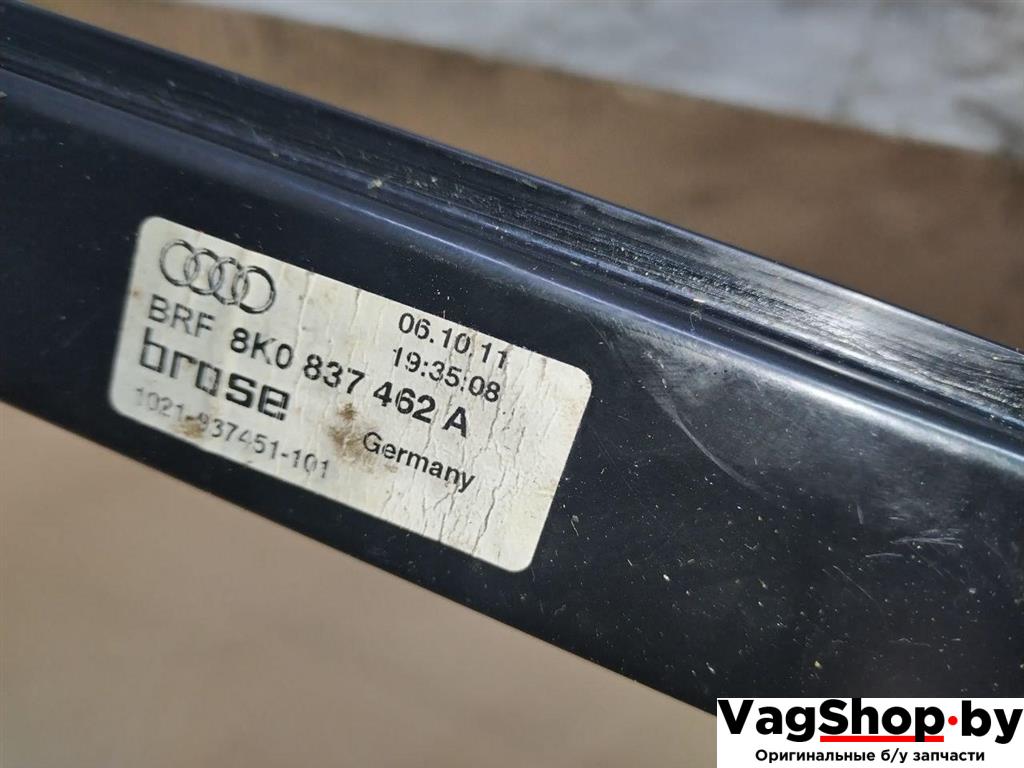 06.10.11
19:35:08
BRF 8K0 837 462 A
brose
Germany
1021-937451-101
VagShop.by
Оригинальные б/у запчасти